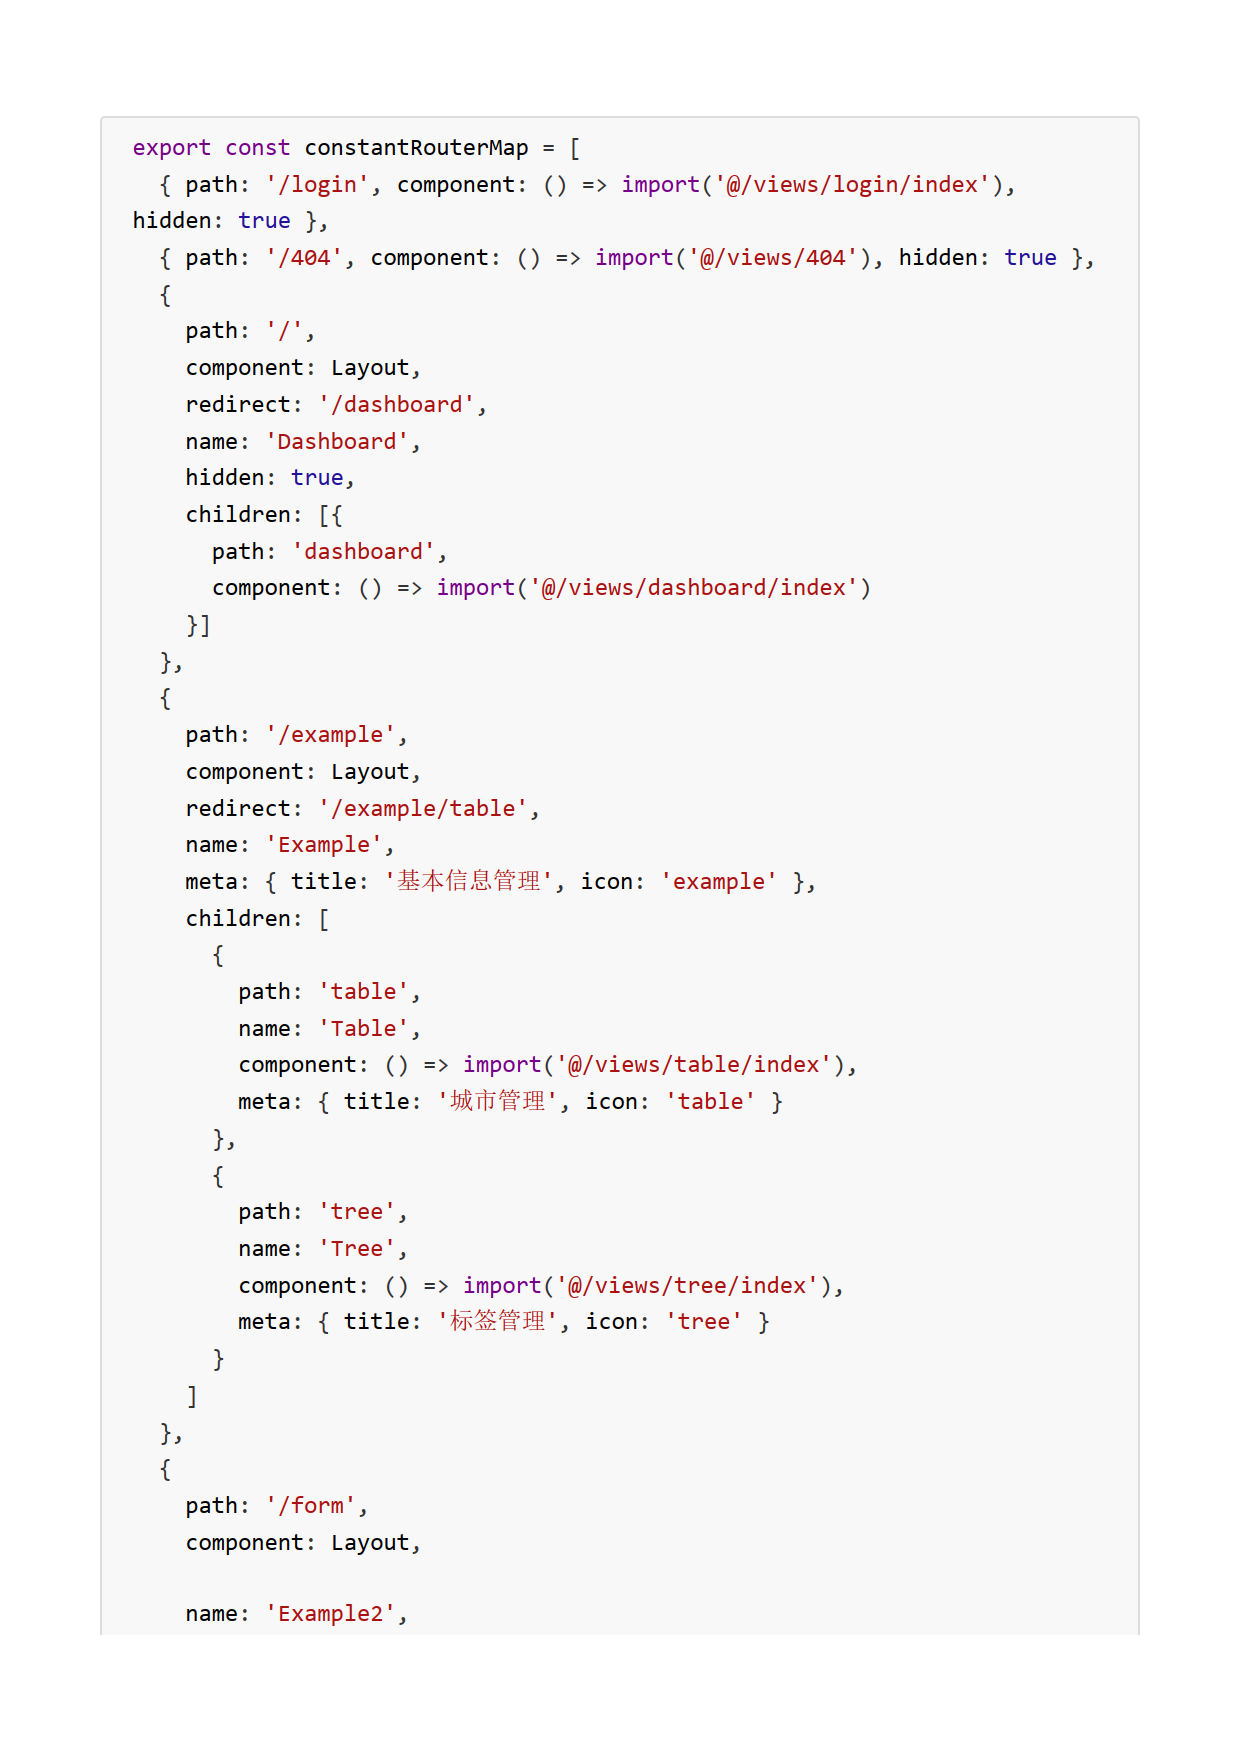 export const constantRouterMap = [
  { path: '/login', component: () => import('@/views/login/index'),
hidden: true },
  { path: '/404', component: () => import('@/views/404'), hidden: true },
  {
    path: '/',
    component: Layout,
    redirect: '/dashboard',
    name: 'Dashboard',
    hidden: true,
    children: [{
      path: 'dashboard',
      component: () => import('@/views/dashboard/index')
    }]
  },
  {
    path: '/example',
    component: Layout,
    redirect: '/example/table',
    name: 'Example',
    meta: { title: '基本信息管理', icon: 'example' },
    children: [
      {
        path: 'table',
        name: 'Table',
        component: () => import('@/views/table/index'),
        meta: { title: '城市管理', icon: 'table' }
      },
      {
        path: 'tree',
        name: 'Tree',
        component: () => import('@/views/tree/index'),
        meta: { title: '标签管理', icon: 'tree' }
      }
    ]
  },
  {
    path: '/form',
    component: Layout,

    name: 'Example2',